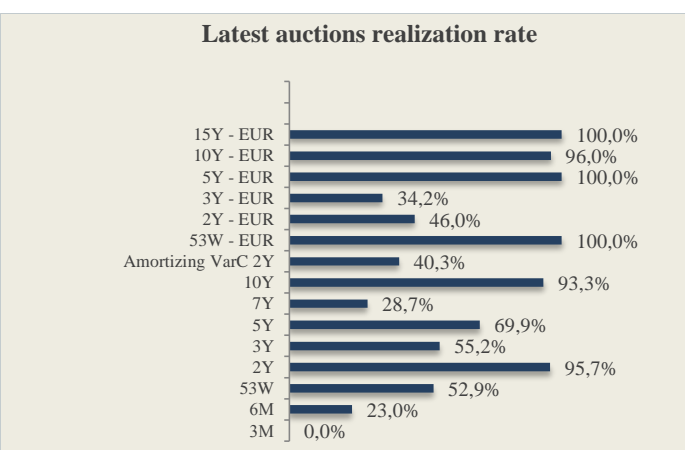 Latest auctions realization rate
15Y - EUR 100,0%
10Y - EUR 96,0%
5Y - EUR 100,0%
3Y - EUR 34,2%
2Y - EUR 46,0%
53W - EUR 100,0%
Amortizing VarC 2Y 40,3%
10Y 93,3%
7Y 28,7%
5Y 69,9%
3Y 55,2%
2Y 95,7%
53W 52,9%
6M 23,0%
3M 0,0%